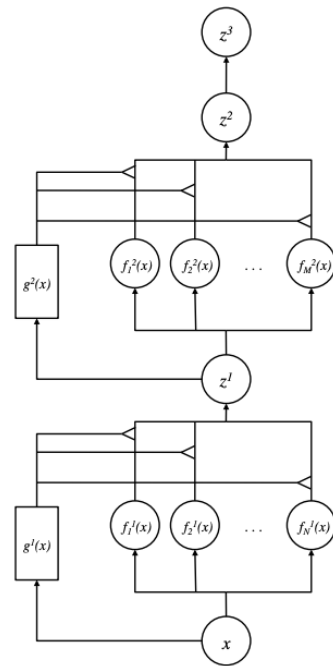 z³
z²
g²(x) f₁²(x) f₂²(x) . . . f_M²(x)
z¹
g¹(x) f₁¹(x) f₂¹(x) . . . f_N¹(x)
x